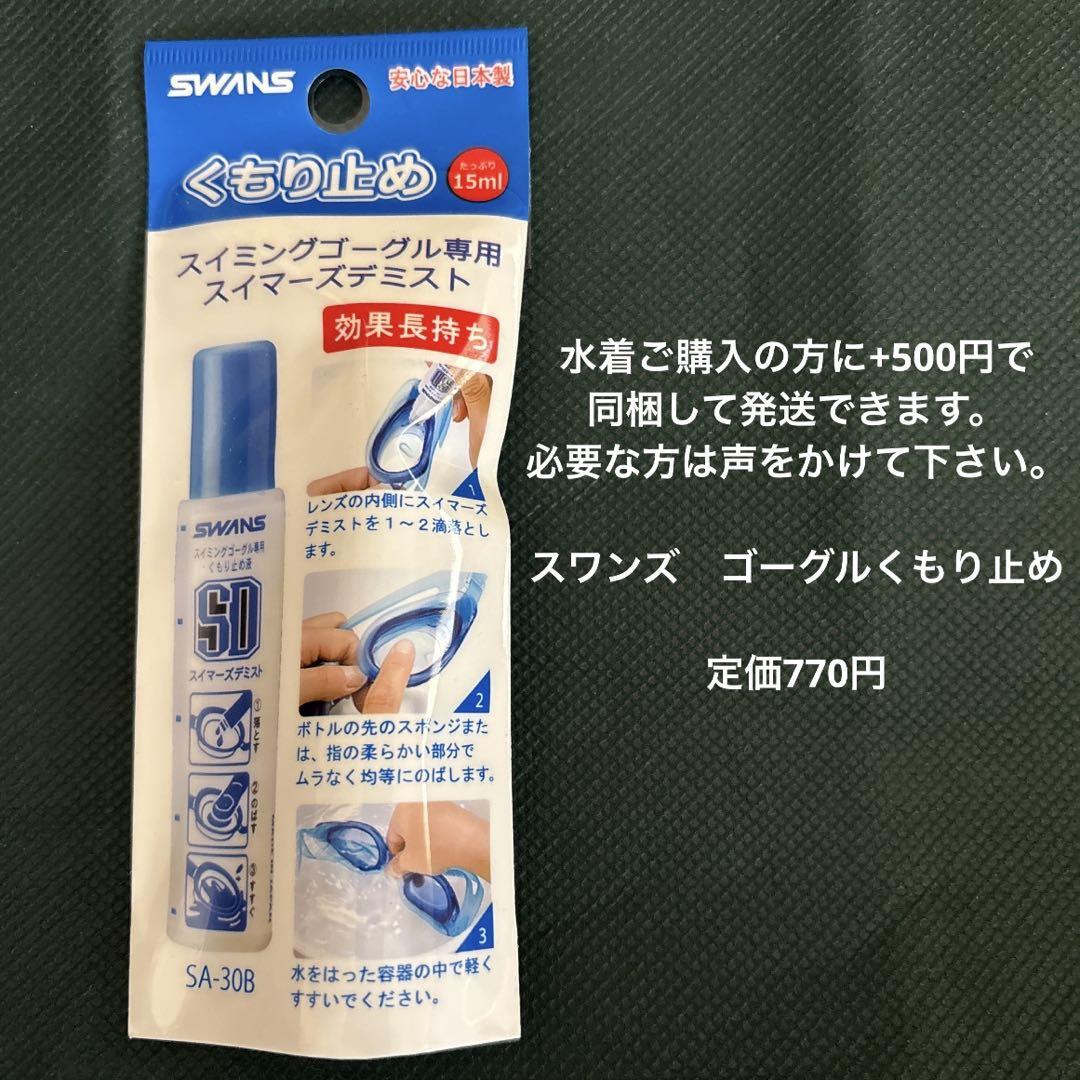 SWANS
安心な日本製
くもり止め
たっぷり
15ml
スイミングゴーグル専用
スイマーズデミスト
効果長持ち
1
レンズの内側にスイマーズ
デミストを1～2滴落とし
ます。
2
ボトルの先のスポンジまた
は、指の柔らかい部分で
ムラなく均等にのばします。
3
水をはった容器の中で軽く
すすいでください。
SWANS
スイミングゴーグル専用
くもり止め液
SD
スイマーズデミスト
①落とす
②のばす
③すすぐ
MADE IN JAPAN
SA-30B
水着ご購入の方に+500円で
同梱して発送できます。
必要な方は声をかけて下さい。
スワンズ　ゴーグルくもり止め
定価770円